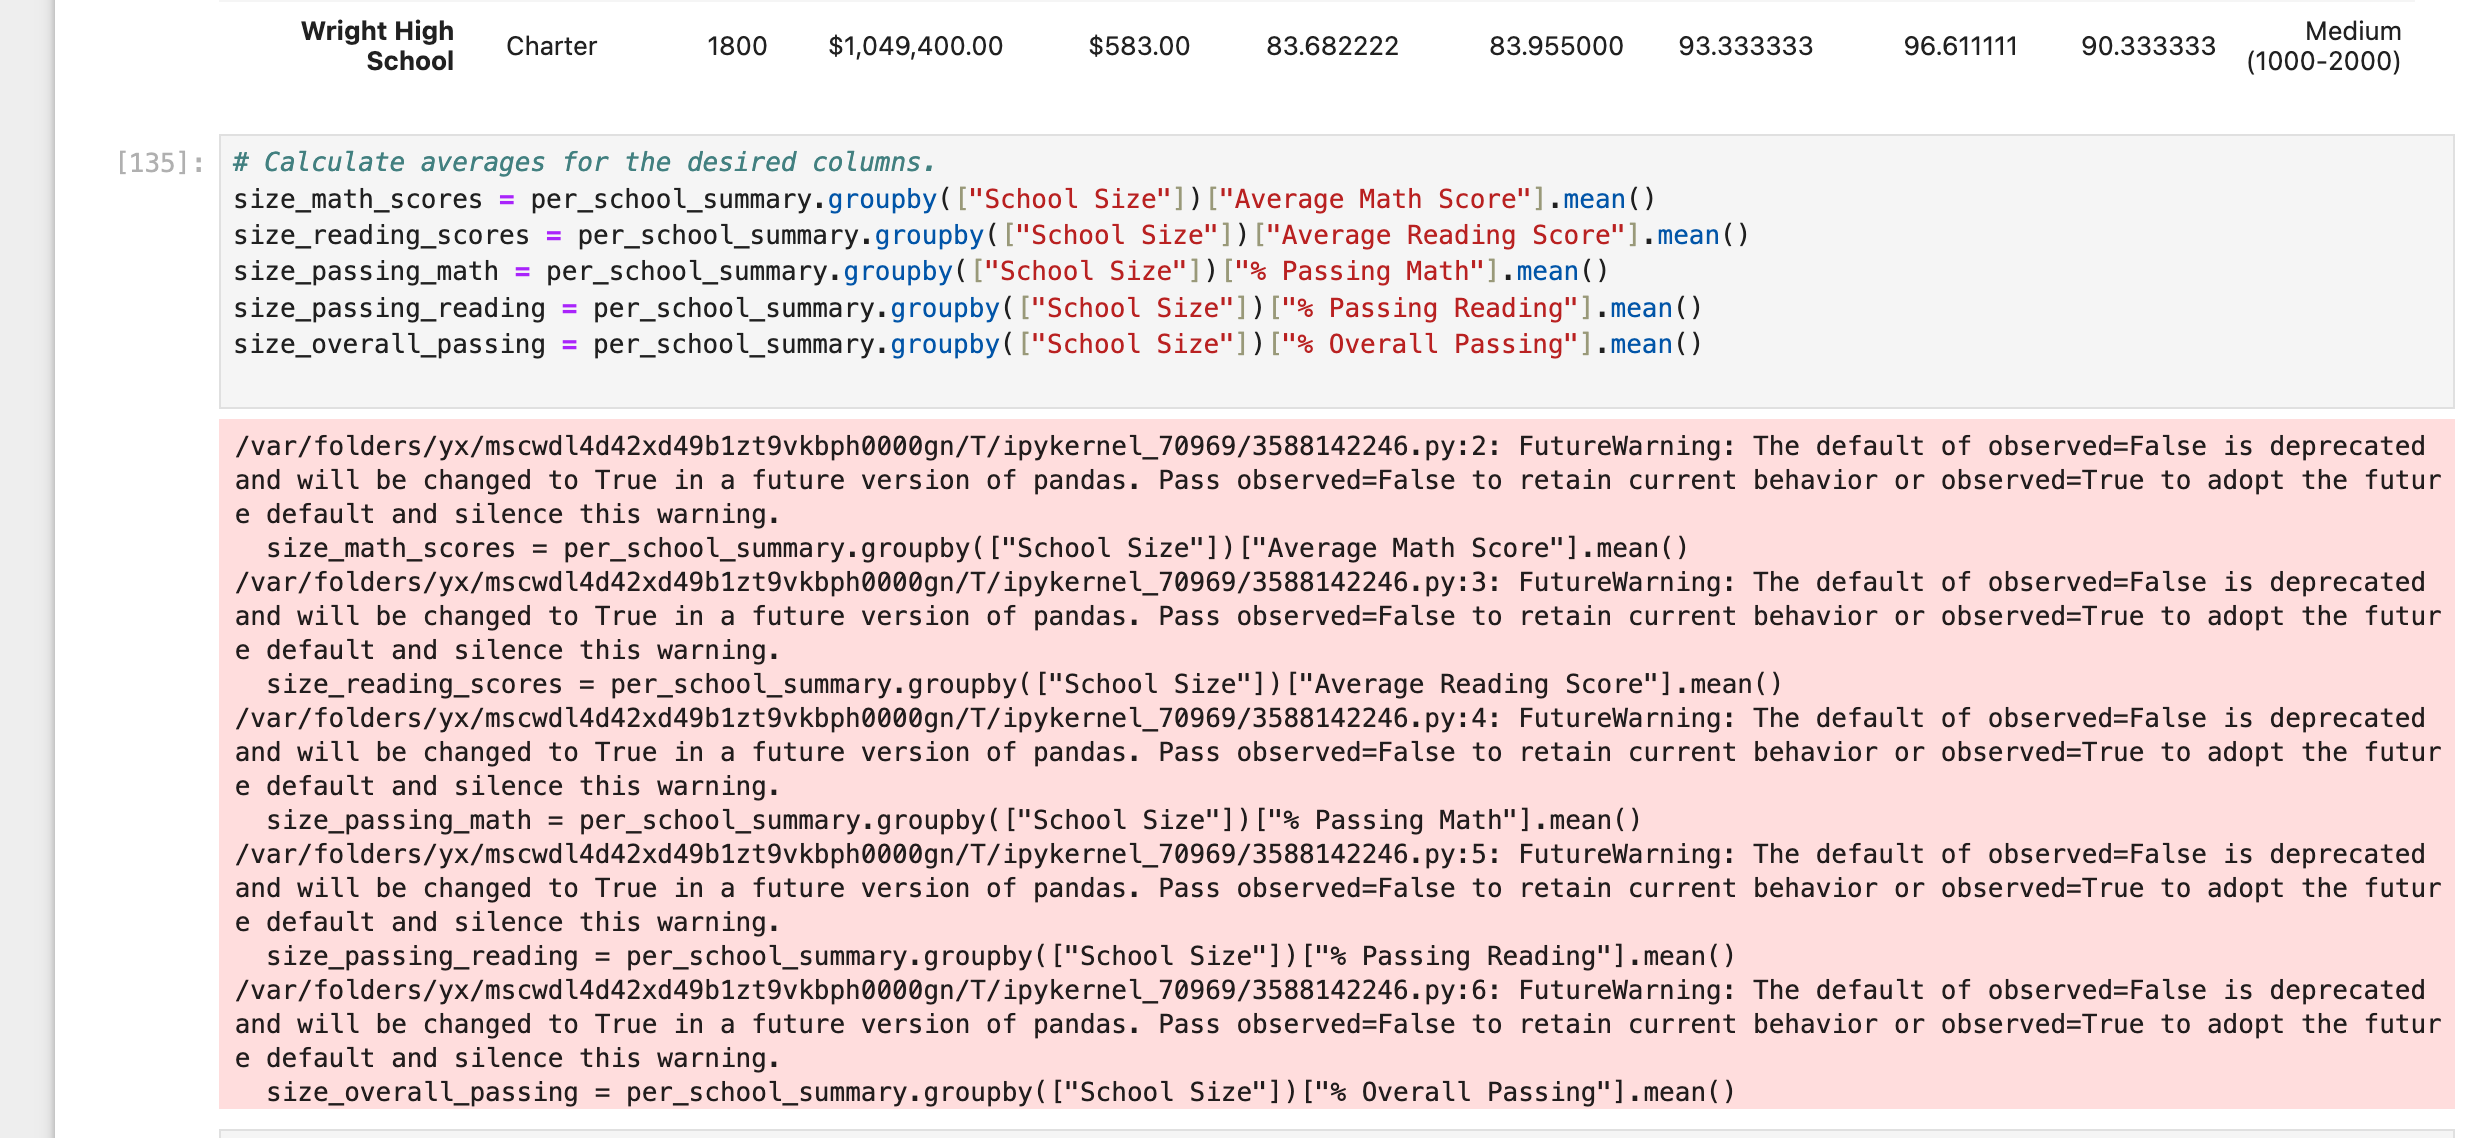 Wright High School Charter 1800 $1,049,400.00 $583.00 83.682222 83.955000 93.333333 96.611111 90.333333 Medium (1000-2000)
[135]:
# Calculate averages for the desired columns.
size_math_scores = per_school_summary.groupby(["School Size"])["Average Math Score"].mean()
size_reading_scores = per_school_summary.groupby(["School Size"])["Average Reading Score"].mean()
size_passing_math = per_school_summary.groupby(["School Size"])["% Passing Math"].mean()
size_passing_reading = per_school_summary.groupby(["School Size"])["% Passing Reading"].mean()
size_overall_passing = per_school_summary.groupby(["School Size"])["% Overall Passing"].mean()
/var/folders/yx/mscwdl4d42xd49b1zt9vkbph0000gn/T/ipykernel_70969/3588142246.py:2: FutureWarning: The default of observed=False is deprecated
and will be changed to True in a future version of pandas. Pass observed=False to retain current behavior or observed=True to adopt the futur
e default and silence this warning.
  size_math_scores = per_school_summary.groupby(["School Size"])["Average Math Score"].mean()
/var/folders/yx/mscwdl4d42xd49b1zt9vkbph0000gn/T/ipykernel_70969/3588142246.py:3: FutureWarning: The default of observed=False is deprecated
and will be changed to True in a future version of pandas. Pass observed=False to retain current behavior or observed=True to adopt the futur
e default and silence this warning.
  size_reading_scores = per_school_summary.groupby(["School Size"])["Average Reading Score"].mean()
/var/folders/yx/mscwdl4d42xd49b1zt9vkbph0000gn/T/ipykernel_70969/3588142246.py:4: FutureWarning: The default of observed=False is deprecated
and will be changed to True in a future version of pandas. Pass observed=False to retain current behavior or observed=True to adopt the futur
e default and silence this warning.
  size_passing_math = per_school_summary.groupby(["School Size"])["% Passing Math"].mean()
/var/folders/yx/mscwdl4d42xd49b1zt9vkbph0000gn/T/ipykernel_70969/3588142246.py:5: FutureWarning: The default of observed=False is deprecated
and will be changed to True in a future version of pandas. Pass observed=False to retain current behavior or observed=True to adopt the futur
e default and silence this warning.
  size_passing_reading = per_school_summary.groupby(["School Size"])["% Passing Reading"].mean()
/var/folders/yx/mscwdl4d42xd49b1zt9vkbph0000gn/T/ipykernel_70969/3588142246.py:6: FutureWarning: The default of observed=False is deprecated
and will be changed to True in a future version of pandas. Pass observed=False to retain current behavior or observed=True to adopt the futur
e default and silence this warning.
  size_overall_passing = per_school_summary.groupby(["School Size"])["% Overall Passing"].mean()